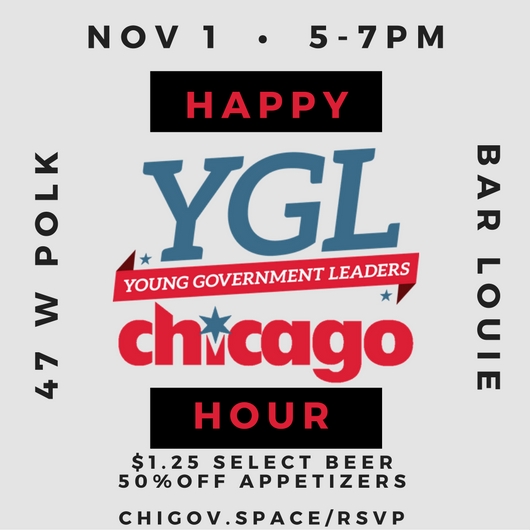 NOV 1 • 5-7PM
HAPPY
YGL
YOUNG GOVERNMENT LEADERS
chicago
HOUR
47 W POLK
BAR LOUIE
$1.25 SELECT BEER
50%OFF APPETIZERS
CHIGOV.SPACE/RSVP